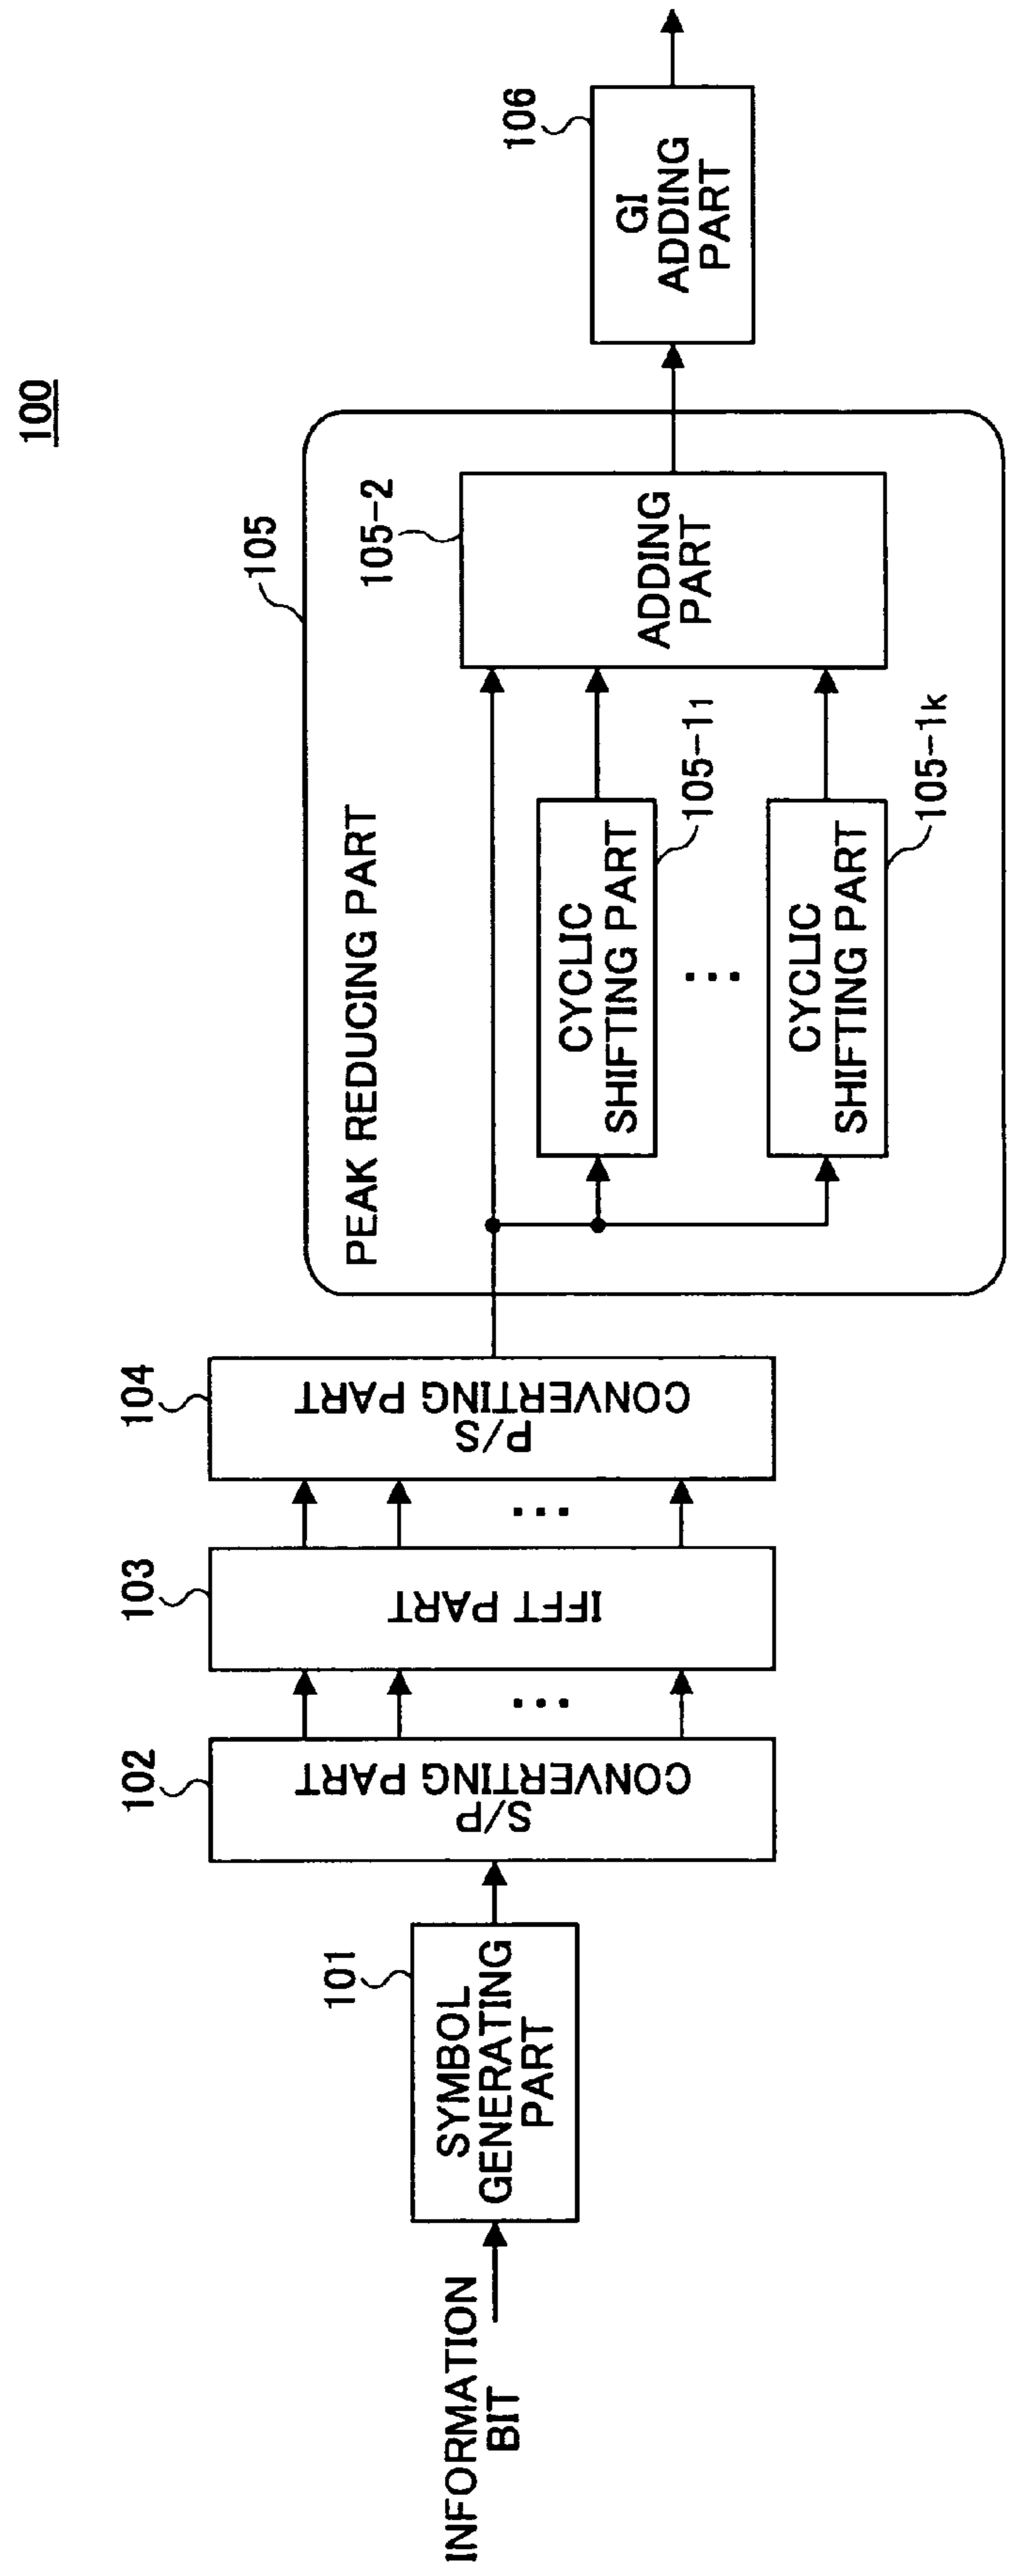 100
INFORMATION
BIT
101
SYMBOL
GENERATING
PART
102
S/P
CONVERTING PART
103
IFFT PART
104
P/S
CONVERTING PART
105
PEAK REDUCING PART
CYCLIC
SHIFTING PART
105-11
...
CYCLIC
SHIFTING PART
105-1k
105-2
ADDING
PART
106
GI
ADDING
PART